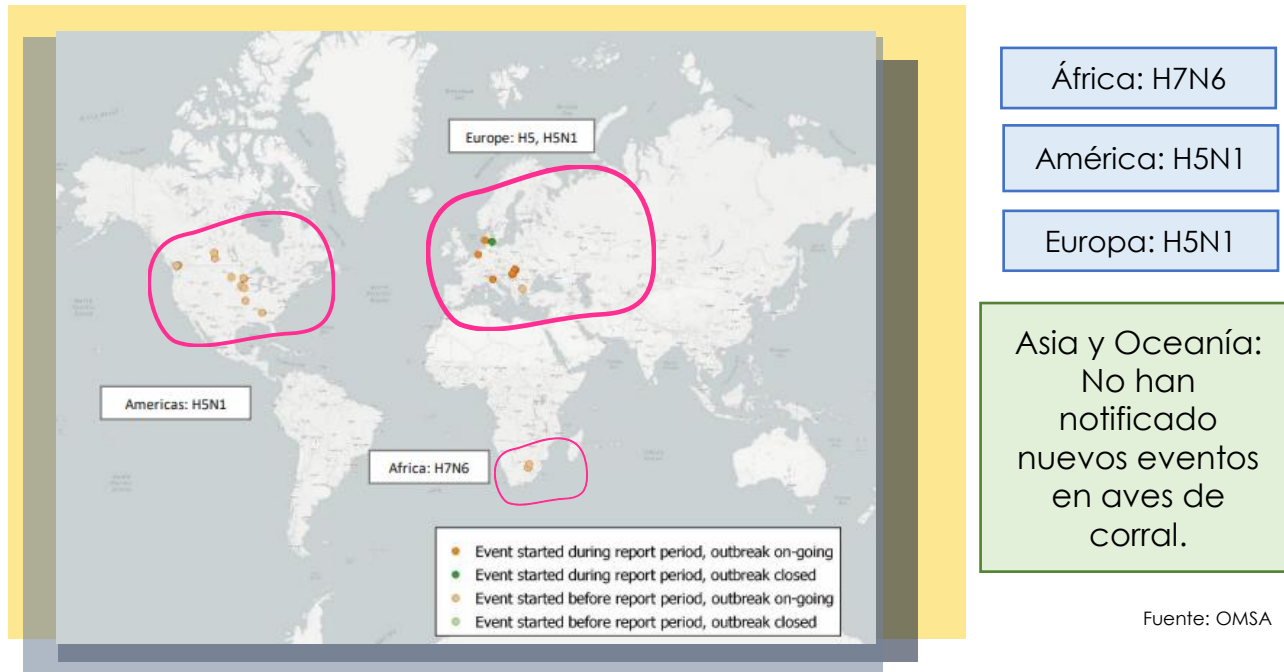 Europe: H5, H5N1
Americas: H5N1
Africa: H7N6
Event started during report period, outbreak on-going
Event started during report period, outbreak closed
Event started before report period, outbreak on-going
Event started before report period, outbreak closed
África: H7N6
América: H5N1
Europa: H5N1
Asia y Oceanía:
No han
notificado
nuevos eventos
en aves de
corral.
Fuente: OMSA